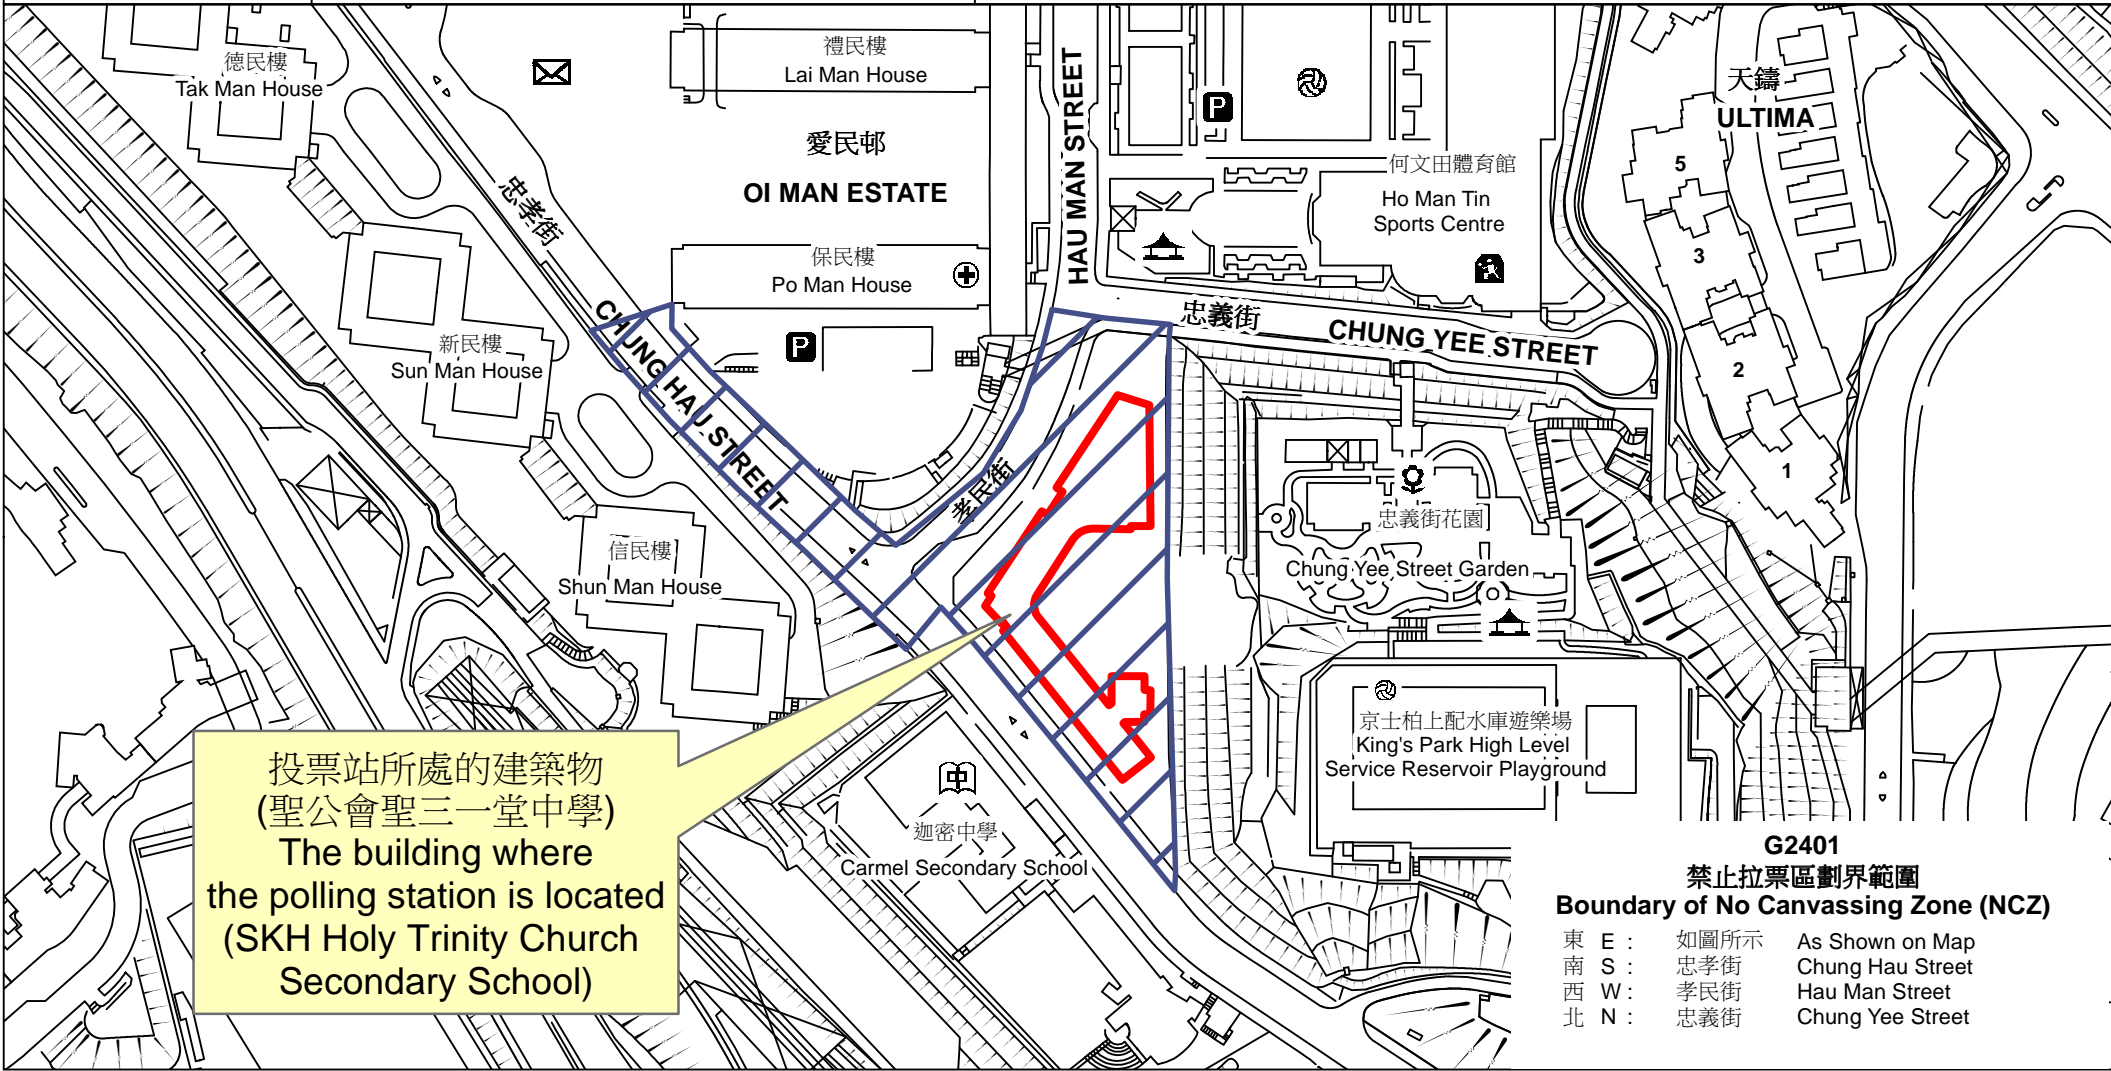 德民樓
Tak Man House
禮民樓
Lai Man House
愛民邨
OI MAN ESTATE
保民樓
Po Man House
忠孝街
CHUNG HAU STREET
新民樓
Sun Man House
信民樓
Shun Man House
HAU MAN STREET
孝民街
P
P
何文田體育館
Ho Man Tin
Sports Centre
天鑄
ULTIMA
5
3
2
1
忠義街
CHUNG YEE STREET
忠義街花園
Chung Yee Street Garden
京士柏上配水庫遊樂場
King's Park High Level
Service Reservoir Playground
中
迦密中學
Carmel Secondary School
投票站所處的建築物
(聖公會聖三一堂中學)
The building where
the polling station is located
(SKH Holy Trinity Church
Secondary School)
G2401
禁止拉票區劃界範圍
Boundary of No Canvassing Zone (NCZ)
東 E : 如圖所示 As Shown on Map
南 S : 忠孝街 Chung Hau Street
西 W : 孝民街 Hau Man Street
北 N : 忠義街 Chung Yee Street